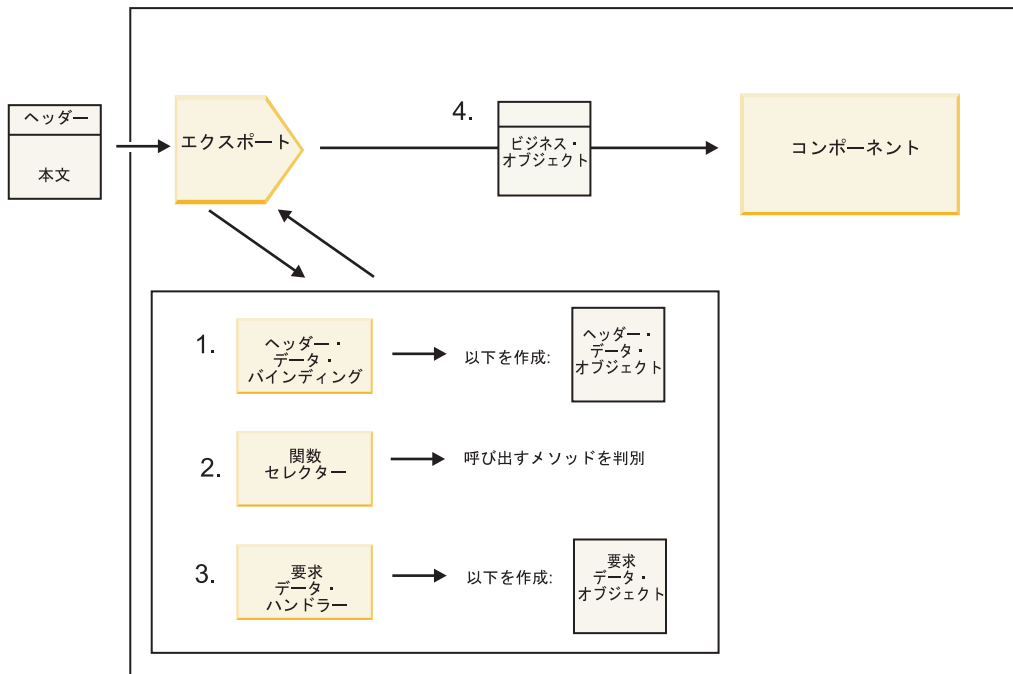 ヘッダー
本文
エクスポート
4.
ビジネス・
オブジェクト
コンポーネント
1.
ヘッダー・
データ・
バインディング
以下を作成:
ヘッダー・
データ・
オブジェクト
2.
関数
セレクター
呼び出すメソッドを判別
3.
要求
データ・
ハンドラー
以下を作成:
要求
データ・
オブジェクト